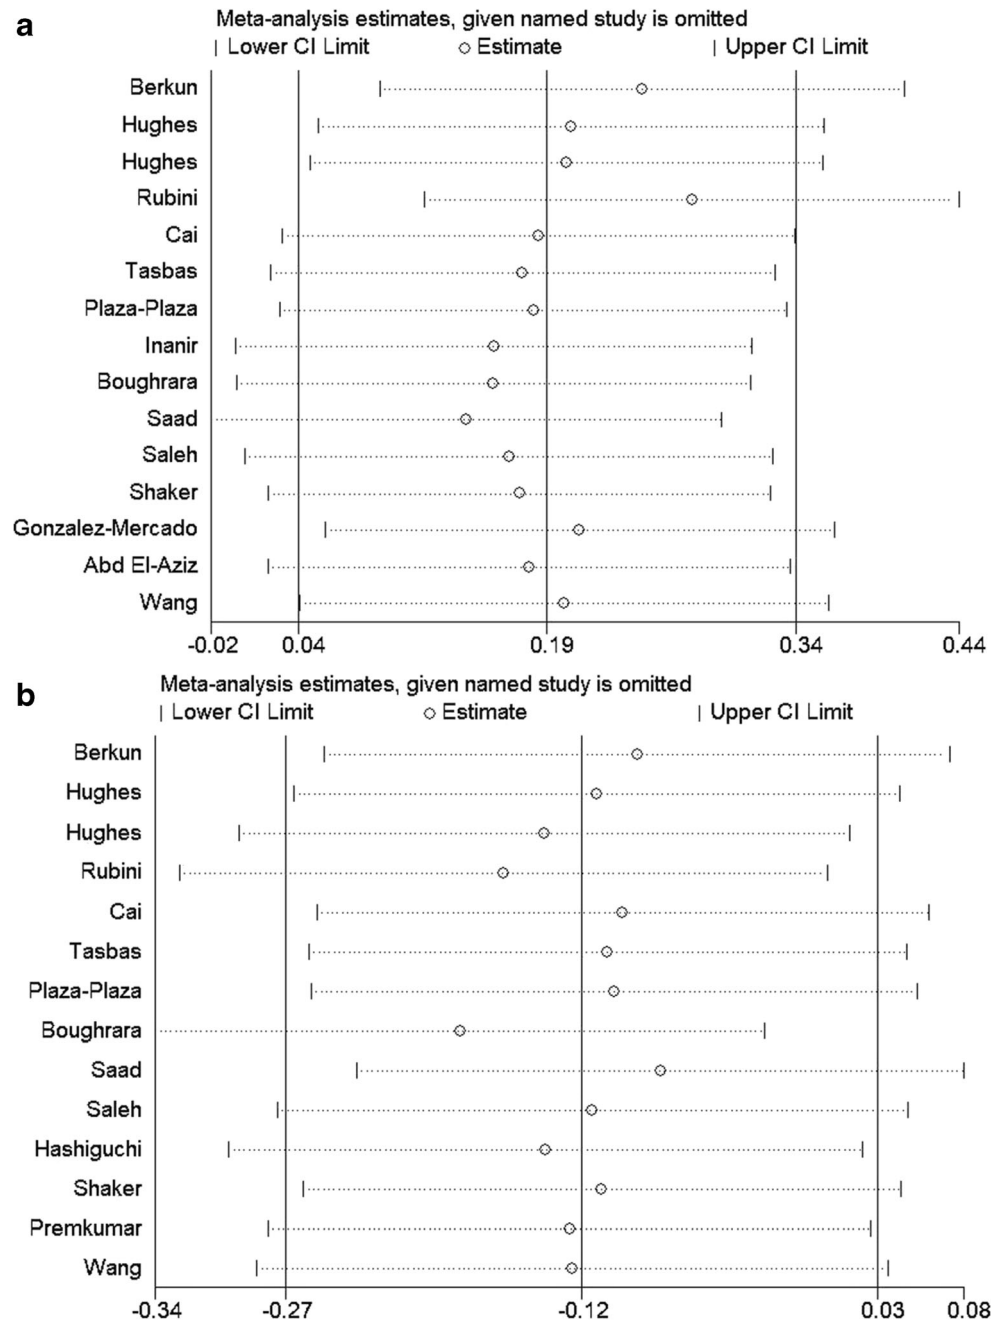 a
Meta-analysis estimates, given named study is omitted
| Lower CI Limit ○ Estimate | Upper CI Limit
Berkun
Hughes
Hughes
Rubini
Cai
Tasbas
Plaza-Plaza
Inanir
Boughrara
Saad
Saleh
Shaker
Gonzalez-Mercado
Abd El-Aziz
Wang
-0.02 0.04 0.19 0.34 0.44
b
Meta-analysis estimates, given named study is omitted
| Lower CI Limit ○ Estimate | Upper CI Limit
Berkun
Hughes
Hughes
Rubini
Cai
Tasbas
Plaza-Plaza
Boughrara
Saad
Saleh
Hashiguchi
Shaker
Premkumar
Wang
-0.34 -0.27 -0.12 0.03 0.08